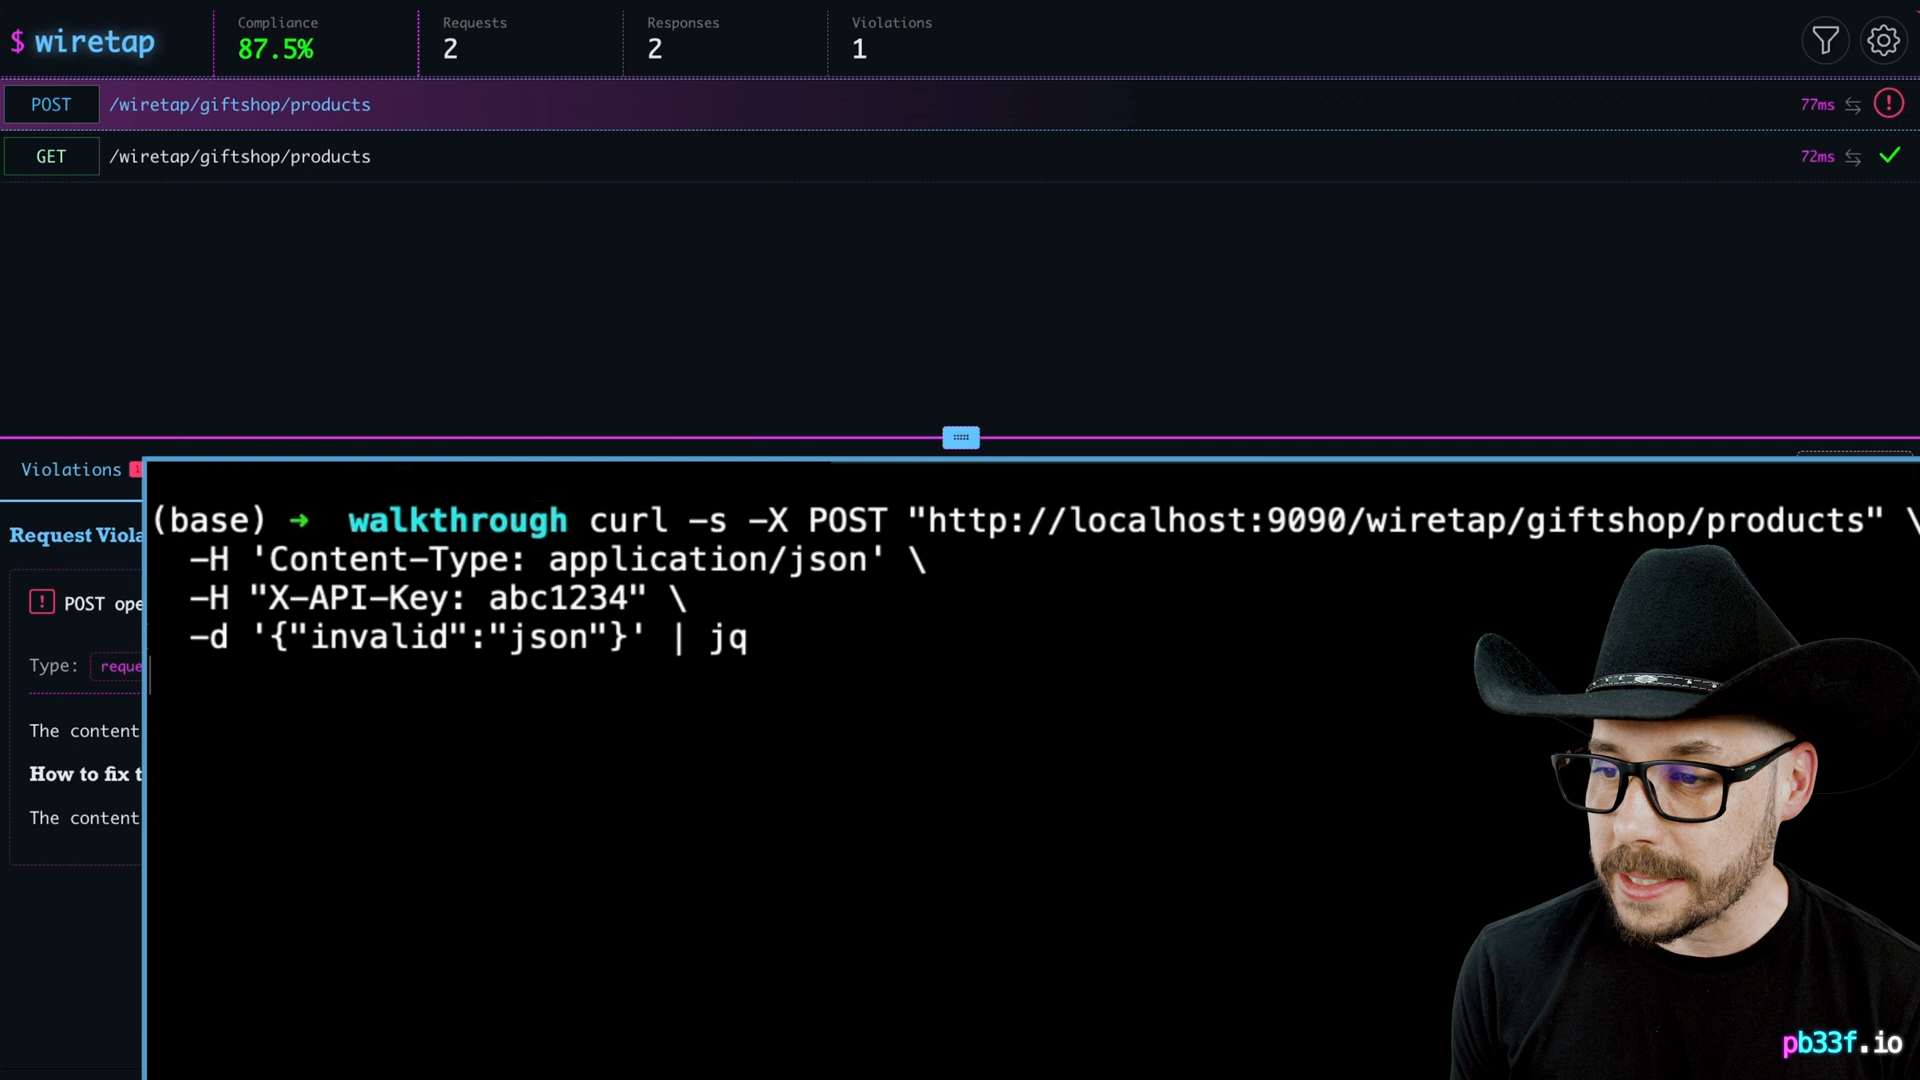 $ wiretap
Compliance
87.5%
Requests
2
Responses
2
Violations
1
POST /wiretap/giftshop/products 77ms
GET /wiretap/giftshop/products 72ms
Violations 1
Request Viola
POST ope
Type: reque
The content
How to fix t
The content
(base) → walkthrough curl -s -X POST "http://localhost:9090/wiretap/giftshop/products" \
-H 'Content-Type: application/json' \
-H "X-API-Key: abc1234" \
-d '{"invalid":"json"}' | jq
pb33f.io